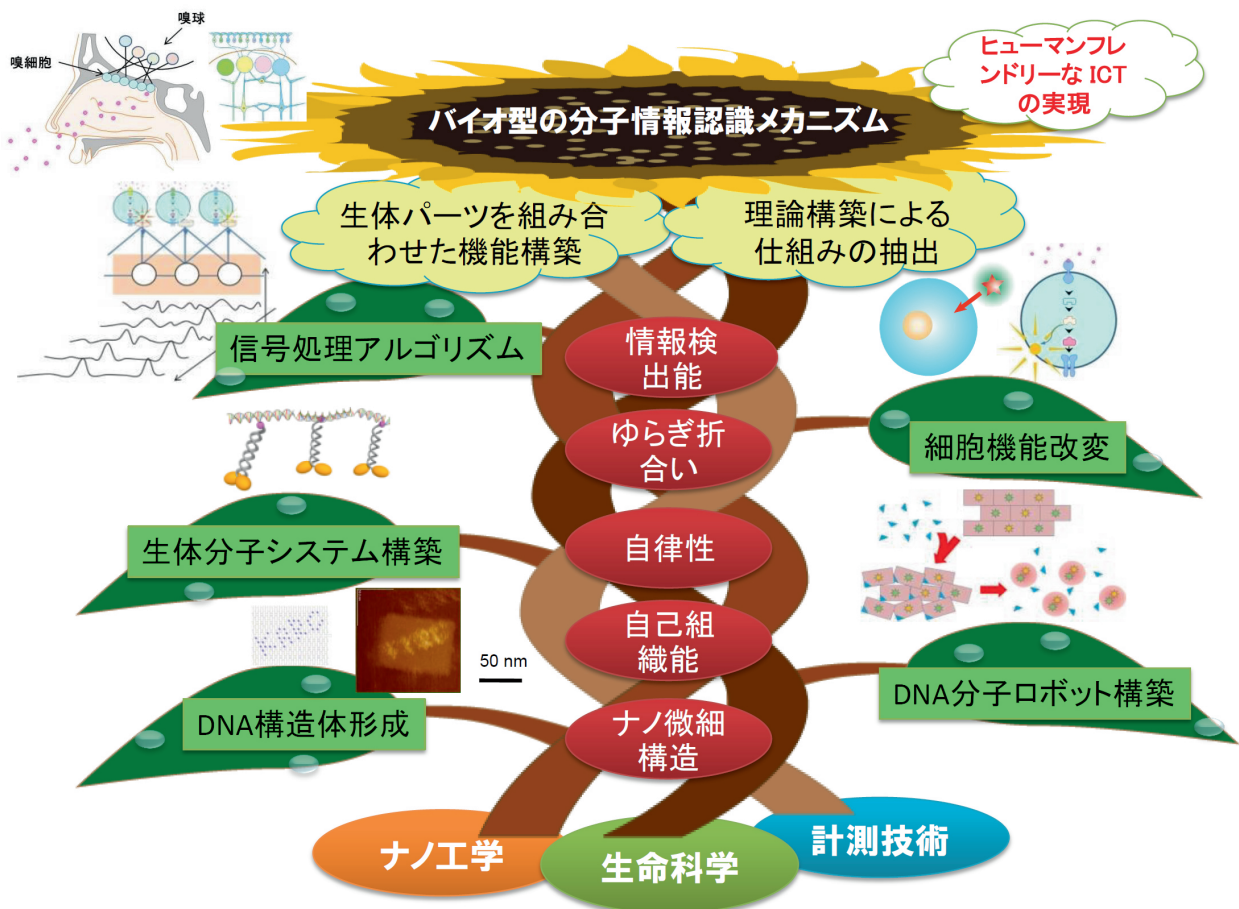 嗅球
嗅細胞
ヒューマンフレ
ンドリーな ICT
の実現
バイオ型の分子情報認識メカニズム
生体パーツを組み合
わせた機能構築
理論構築による
仕組みの抽出
信号処理アルゴリズム
情報検
出能
ゆらぎ折
合い
細胞機能改変
生体分子システム構築
自律性
自己組
織能
50 nm
DNA構造体形成
DNA分子ロボット構築
ナノ微細
構造
ナノ工学
生命科学
計測技術